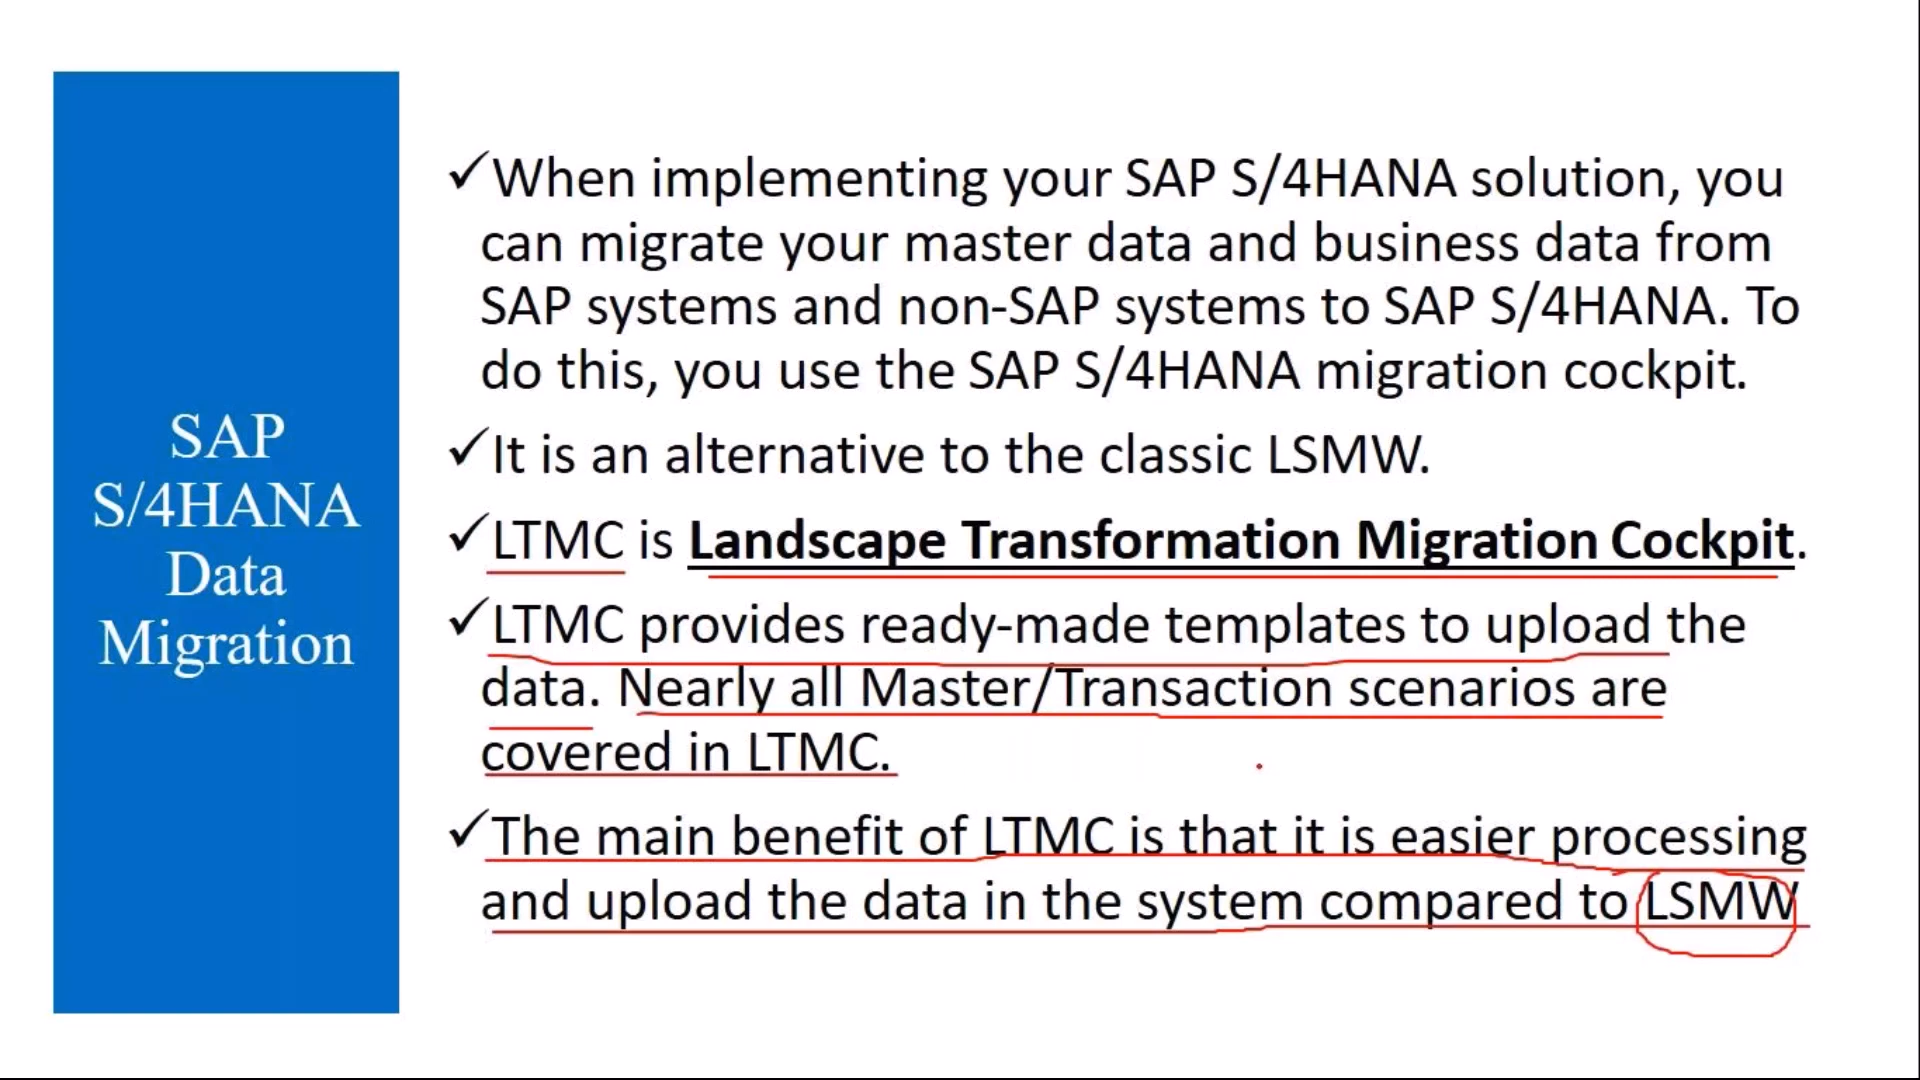 SAP
S/4HANA
Data
Migration
✓When implementing your SAP S/4HANA solution, you
can migrate your master data and business data from
SAP systems and non-SAP systems to SAP S/4HANA. To
do this, you use the SAP S/4HANA migration cockpit.
✓It is an alternative to the classic LSMW.
✓LTMC is Landscape Transformation Migration Cockpit.
✓LTMC provides ready-made templates to upload the
data. Nearly all Master/Transaction scenarios are
covered in LTMC.
✓The main benefit of LTMC is that it is easier processing
and upload the data in the system compared to LSMW